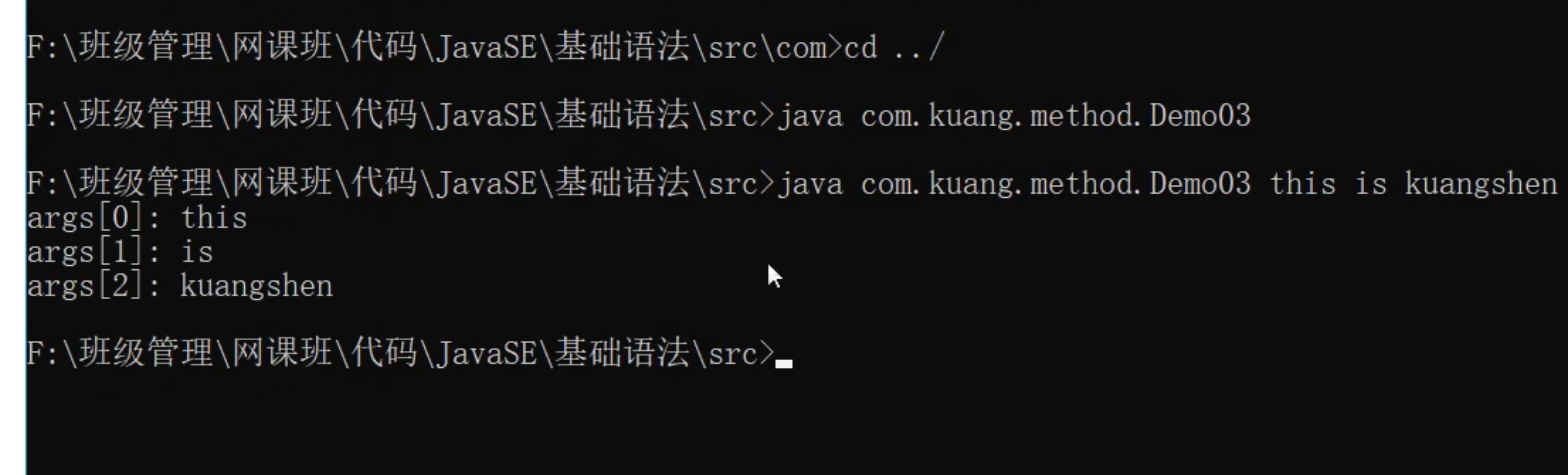 F:\班级管理\网课班\代码\JavaSE\基础语法\src\com>cd ../
F:\班级管理\网课班\代码\JavaSE\基础语法\src>java com.kuang.method.Demo03
F:\班级管理\网课班\代码\JavaSE\基础语法\src>java com.kuang.method.Demo03 this is kuangshen
args[0]: this
args[1]: is
args[2]: kuangshen
F:\班级管理\网课班\代码\JavaSE\基础语法\src>